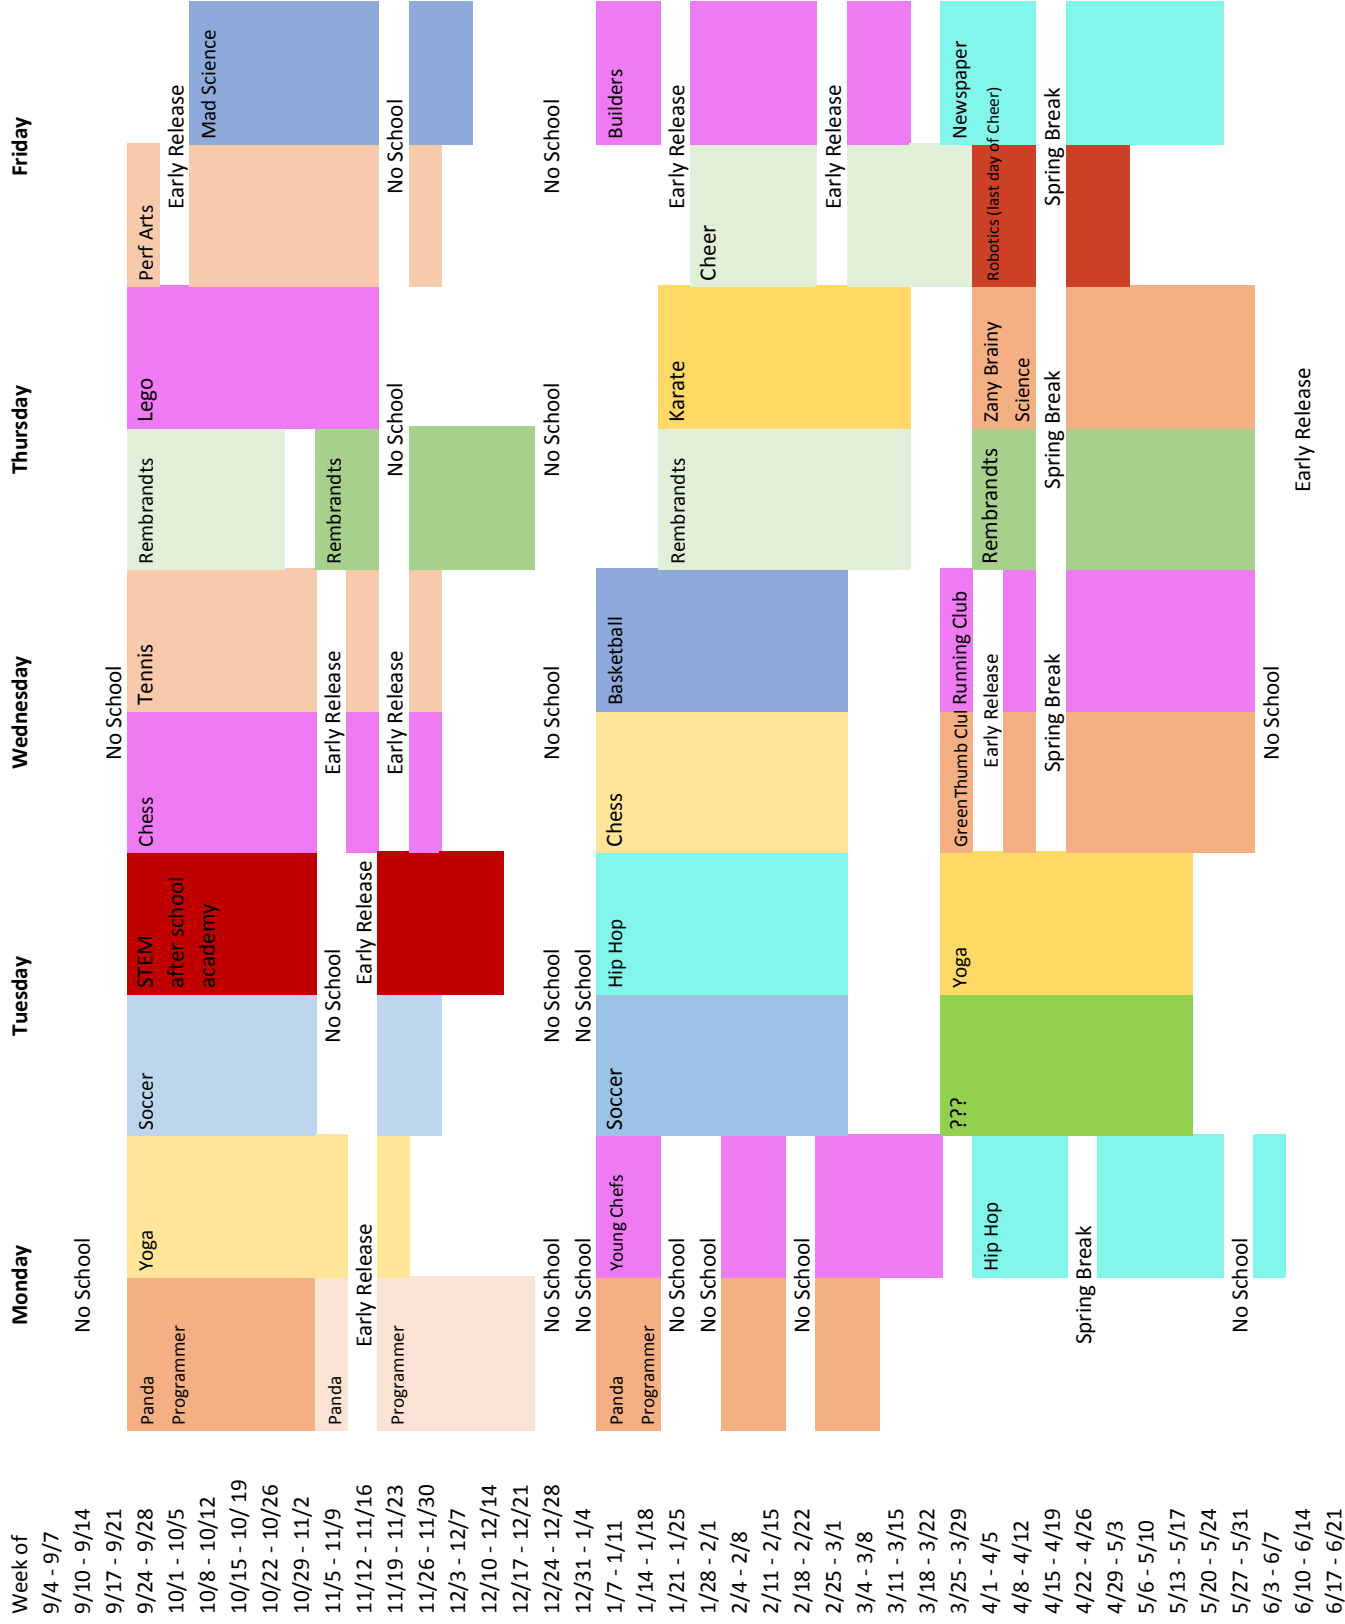 Week of Monday Tuesday Wednesday Thursday Friday
9/4 - 9/7
9/10 - 9/14 No School
9/17 - 9/21 No School
9/24 - 9/28 Panda Yoga Soccer STEM Chess Tennis Rembrandts Lego Perf Arts
10/1 - 10/5 Programmer after school Early Release
10/8 - 10/12 academy Mad Science
10/15 - 10/ 19
10/22 - 10/26
10/29 - 11/2
11/5 - 11/9 Panda No School Early Release Rembrandts
11/12 - 11/16 Early Release Early Release
11/19 - 11/23 Programmer Early Release No School No School
11/26 - 11/30
12/3 - 12/7
12/10 - 12/14
12/17 - 12/21
12/24 - 12/28 No School No School No School No School No School
12/31 - 1/4 No School No School
1/7 - 1/11 Panda Young Chefs Soccer Hip Hop Chess Basketball Builders
1/14 - 1/18 Programmer
1/21 - 1/25 No School Rembrandts Karate Early Release
1/28 - 2/1 No School Cheer
2/4 - 2/8
2/11 - 2/15
2/18 - 2/22 No School
2/25 - 3/1 Early Release
3/4 - 3/8
3/11 - 3/15
3/18 - 3/22
3/25 - 3/29 ??? Yoga GreenThumb Clul Running Club Newspaper
4/1 - 4/5 Hip Hop Early Release Rembrandts Zany Brainy Robotics (last day of Cheer)
4/8 - 4/12 Science
4/15 - 4/19 Spring Break Spring Break Spring Break
4/22 - 4/26 Spring Break
4/29 - 5/3
5/6 - 5/10
5/13 - 5/17
5/20 - 5/24
5/27 - 5/31 No School
6/3 - 6/7 No School
6/10 - 6/14 Early Release
6/17 - 6/21